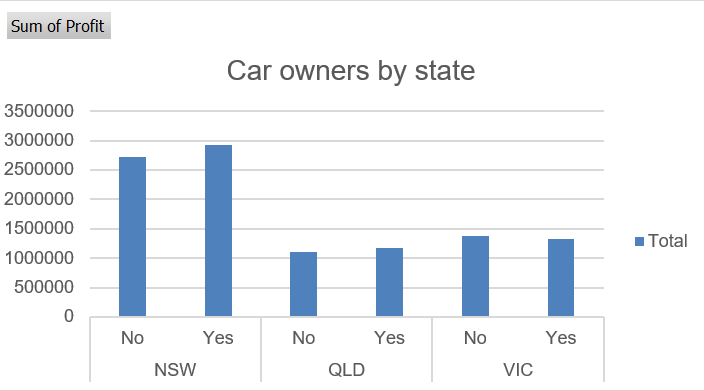 Sum of Profit
Car owners by state
3500000
3000000
2500000
2000000
1500000
1000000
500000
0
No Yes No Yes No Yes
NSW QLD VIC
Total